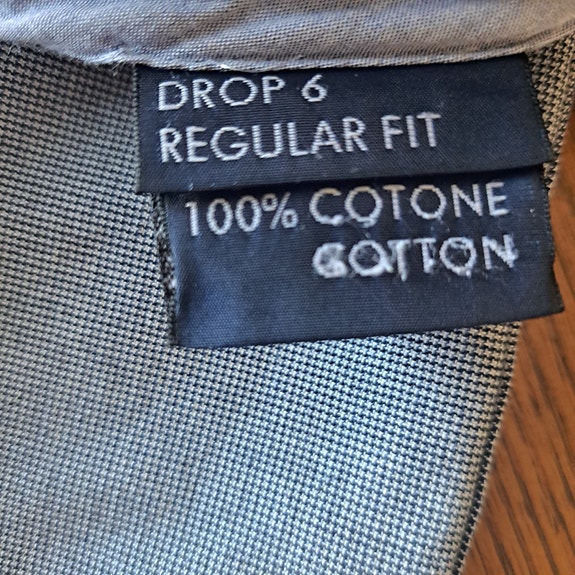 DROP 6
REGULAR FIT
100% COTONE
COTTON